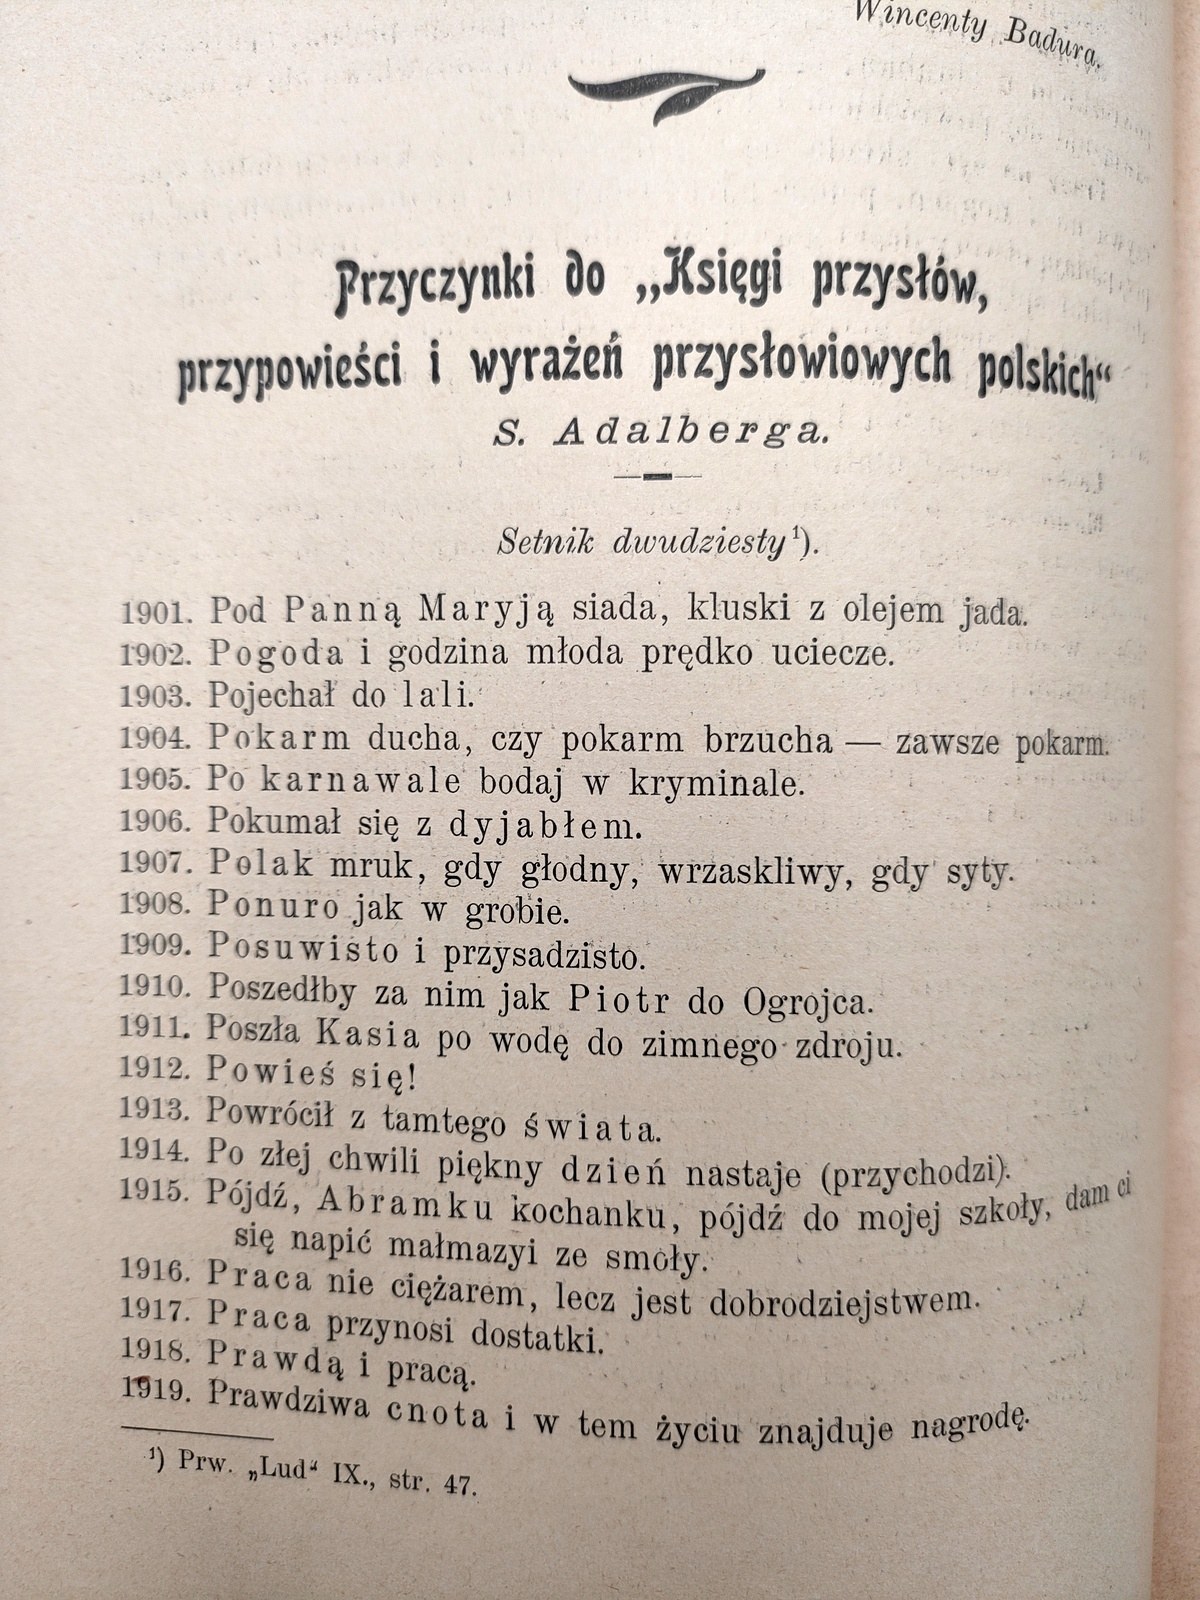 Wincenty Badura.
Przyczynki do „Księgi przysłów,
przypowieści i wyrażeń przysłowiowych polskich“
S. Adalberga.
Setnik dwudziesty¹).
1901. Pod Panną Maryją siada, kluski z olejem jada.
1902. Pogoda i godzina młoda prędko uciecze.
1903. Pojechał do lali.
1904. Pokarm ducha, czy pokarm brzucha — zawsze pokarm.
1905. Po karnawale bodaj w kryminale.
1906. Pokumał się z dyjabłem.
1907. Polak mruk, gdy głodny, wrzaskliwy, gdy syty.
1908. Ponuro jak w grobie.
1909. Posuwisto i przysadzisto.
1910. Poszedłby za nim jak Piotr do Ogrojca.
1911. Poszła Kasia po wodę do zimnego zdroju.
1912. Powieś się!
1913. Powrócił z tamtego świata.
1914. Po złej chwili piękny dzień nastaje (przychodzi).
1915. Pójdź, Abramku kochanku, pójdź do mojej szkoły, dam ci
się napić małmazyi ze smoły.
1916. Praca nie ciężarem, lecz jest dobrodziejstwem.
1917. Praca przynosi dostatki.
1918. Prawdą i pracą.
1919. Prawdziwa cnota i w tem życiu znajduje nagrodę.
¹) Prw. „Lud“ IX., str. 47.